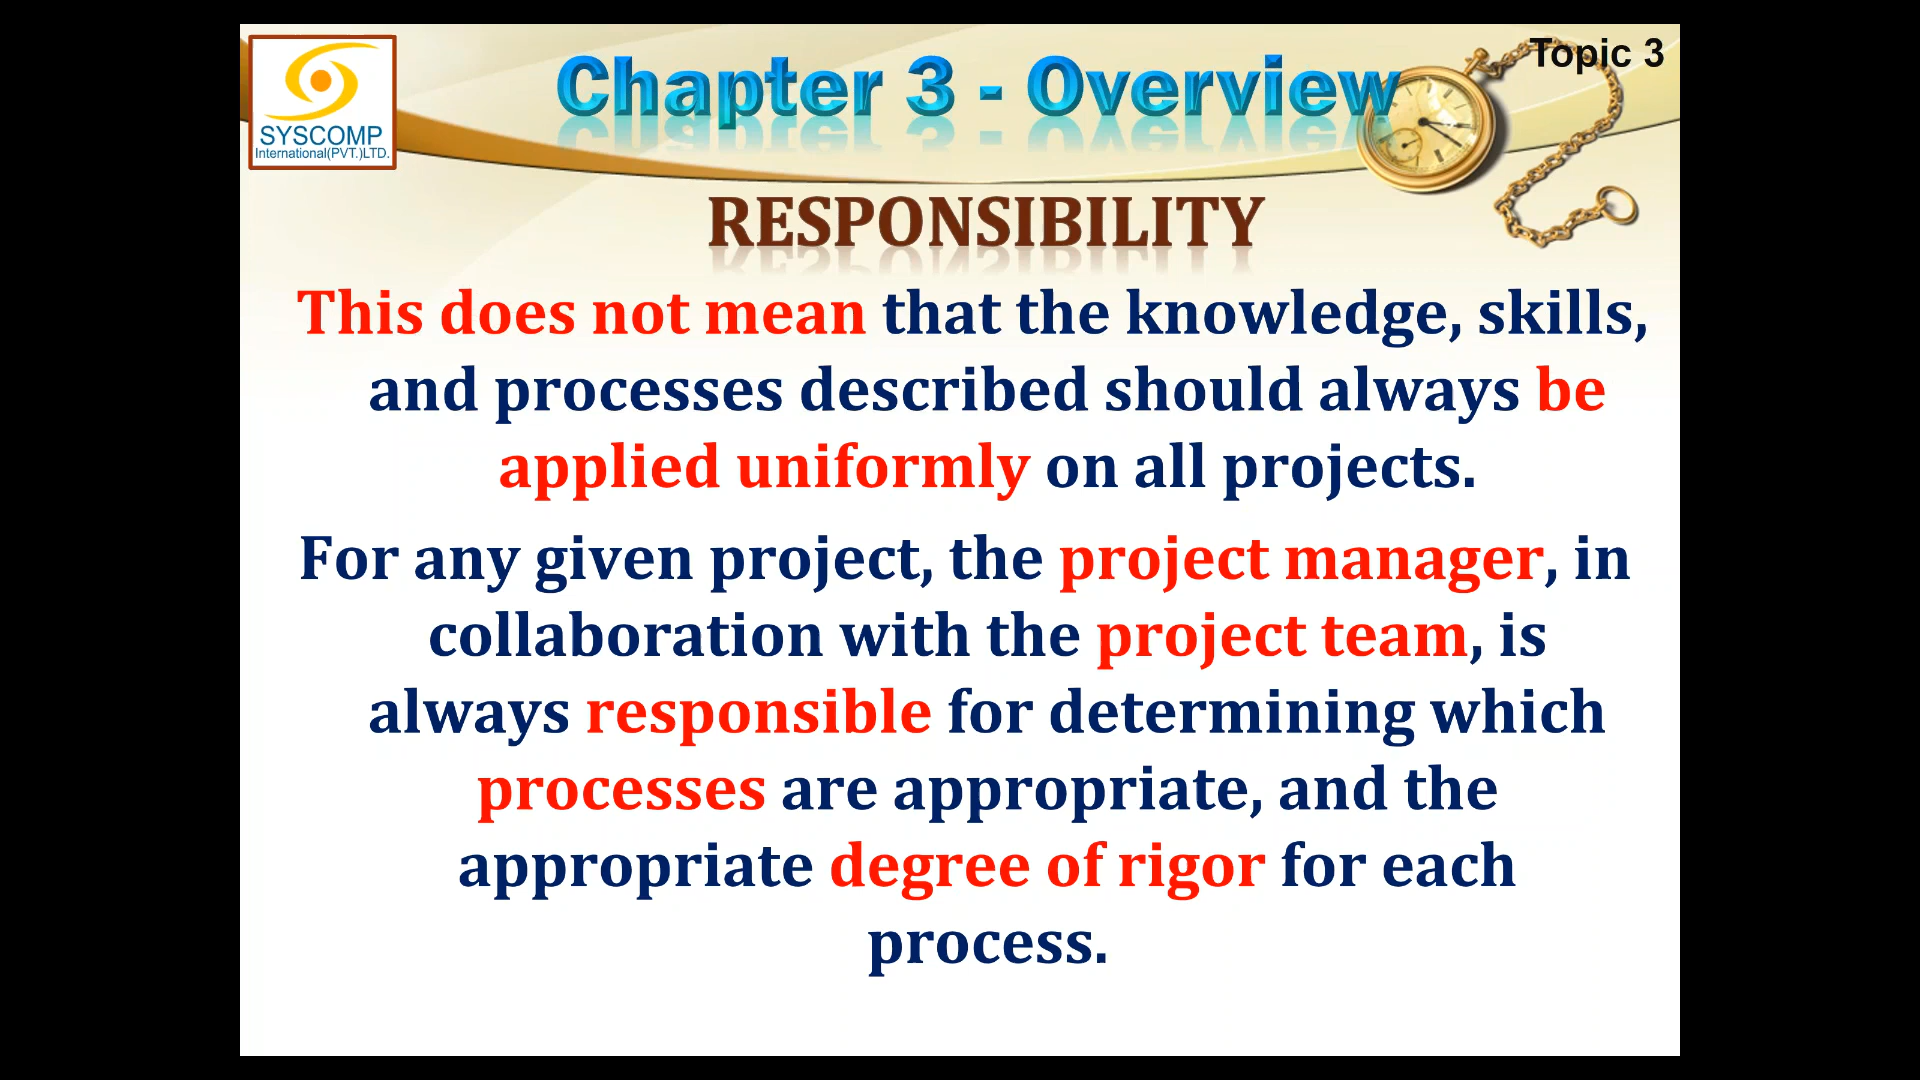 SYSCOMP
International(PVT.)LTD.
Chapter 3 - Overview
Topic 3
RESPONSIBILITY
This does not mean that the knowledge, skills,
and processes described should always be
applied uniformly on all projects.
For any given project, the project manager, in
collaboration with the project team, is
always responsible for determining which
processes are appropriate, and the
appropriate degree of rigor for each
process.